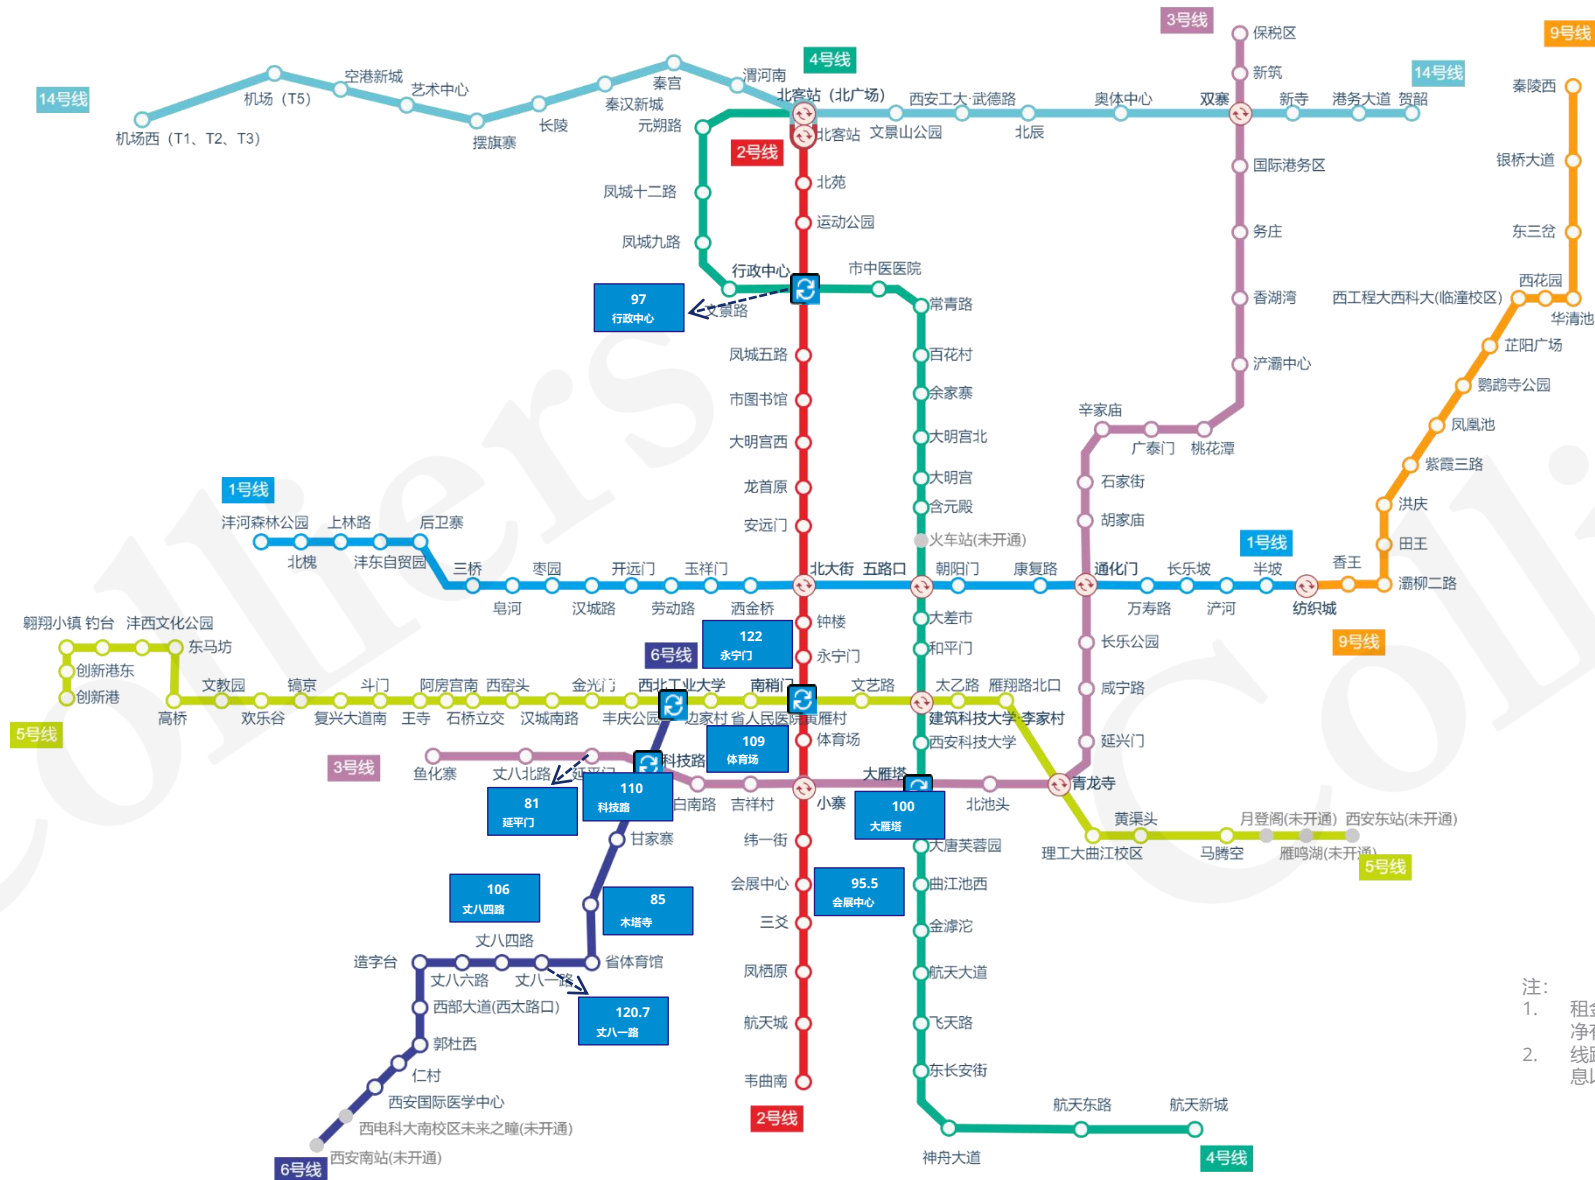 3号线
9号线
4号线
14号线
14号线
保税区
新筑
秦陵西
空港新城
机场（T5）
艺术中心
秦宫
渭河南
秦汉新城
长陵
摆旗寨
机场西（T1、T2、T3）
元朔路
北客站（北广场）
西安工大·武德路
奥体中心
双寨
新寺
港务大道
贺韶
文景山公园
北辰
北客站
2号线
银桥大道
国际港务区
北苑
凤城十二路
运动公园
务庄
东三岔
凤城九路
行政中心
市中医医院
西花园
97
行政中心
文景路
常青路
香湖湾
西工程大西科大(临潼校区)
华清池
凤城五路
百花村
浐灞中心
芷阳广场
市图书馆
余家寨
鹦鹉寺公园
辛家庙
大明宫西
大明宫北
广泰门
桃花潭
凤凰池
紫霞三路
1号线
龙首原
大明宫
石家街
含元殿
洪庆
沣河森林公园
上林路
后卫寨
安远门
胡家庙
火车站(未开通)
1号线
田王
北槐
沣东自贸园
三桥
枣园
开远门
玉祥门
北大街
五路口
朝阳门
康复路
通化门
长乐坡
半坡
香王
灞柳二路
皂河
汉城路
劳动路
洒金桥
万寿路
浐河
纺织城
翱翔小镇
钓台
沣西文化公园
东马坊
钟楼
大差市
长乐公园
9号线
122
永宁门
永宁门
和平门
6号线
创新港东
创新港
文教园
镐京
斗门
阿房宫南
西窑头
金光门
西北工业大学
南稍门
文艺路
太乙路
雁翔路北口
咸宁路
高桥
欢乐谷
复兴大道南
王寺
石桥立交
汉城南路
丰庆公园
边家村
省人民医院黄雁村
建筑科技大学·李家村
5号线
109
体育场
体育场
西安科技大学
延兴门
3号线
鱼化寨
丈八北路
延平门
科技路
大雁塔
青龙寺
81
延平门
110
科技路
白南路
吉祥村
小寨
100
大雁塔
北池头
黄渠头
月登阁(未开通)
西安东站(未开通)
甘家寨
纬一街
大唐芙蓉园
理工大曲江校区
马腾空
雁鸣湖(未开通)
5号线
106
丈八四路
85
木塔寺
会展中心
95.5
会展中心
曲江池西
三爻
金滹沱
丈八四路
造字台
省体育馆
丈八六路
丈八一路
凤栖原
航天大道
西部大道(西太路口)
120.7
丈八一路
航天城
飞天路
郭杜西
仁村
韦曲南
东长安街
西安国际医学中心
2号线
航天东路
航天新城
西电科大南校区未来之瞳(未开通)
西安南站(未开通)
6号线
神舟大道
4号线
注：
1. 租金
净有
2. 线路
息以
Colliers
Colli